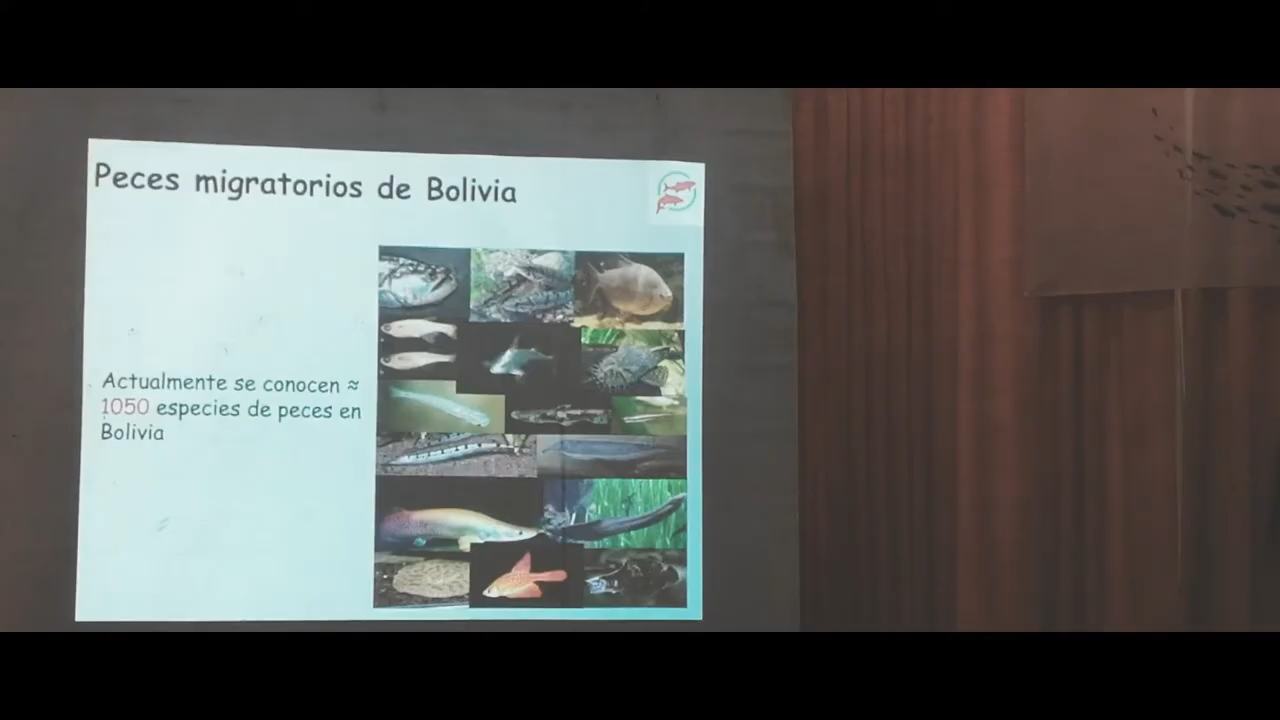 Peces migratorios de Bolivia
Actualmente se conocen ≈
1050 especies de peces en
Bolivia